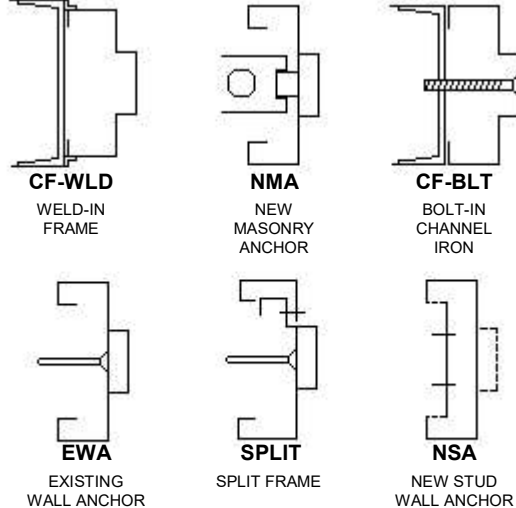 CF-WLD
WELD-IN
FRAME
NMA
NEW
MASONRY
ANCHOR
CF-BLT
BOLT-IN
CHANNEL
IRON
EWA
EXISTING
WALL ANCHOR
SPLIT
SPLIT FRAME
NSA
NEW STUD
WALL ANCHOR